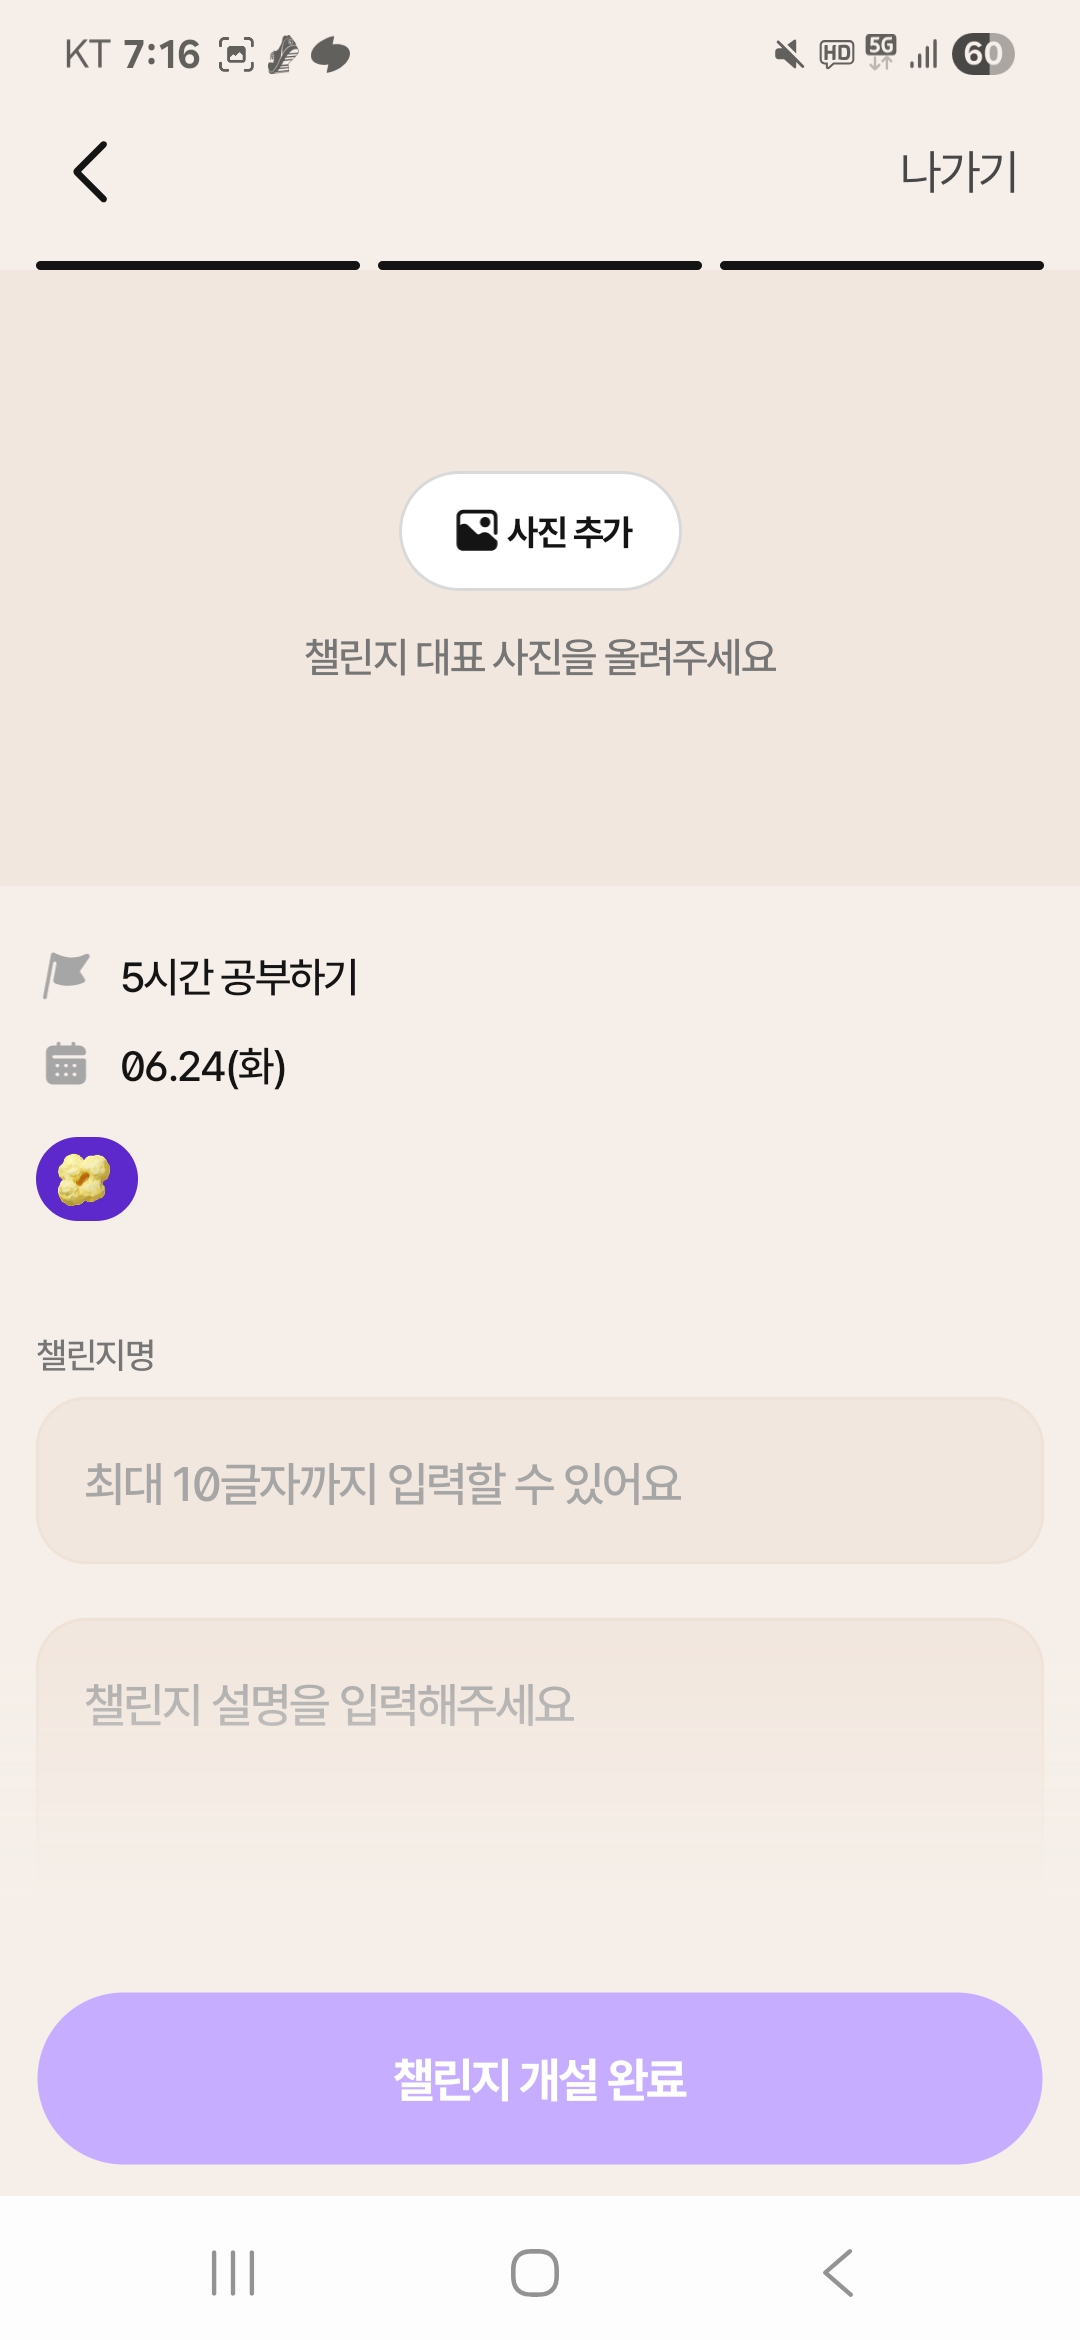 KT 7:16 HD 5G 60
나가기
사진 추가
챌린지 대표 사진을 올려주세요
5시간 공부하기
06.24(화)
챌린지명
최대 10글자까지 입력할 수 있어요
챌린지 설명을 입력해주세요
챌린지 개설 완료